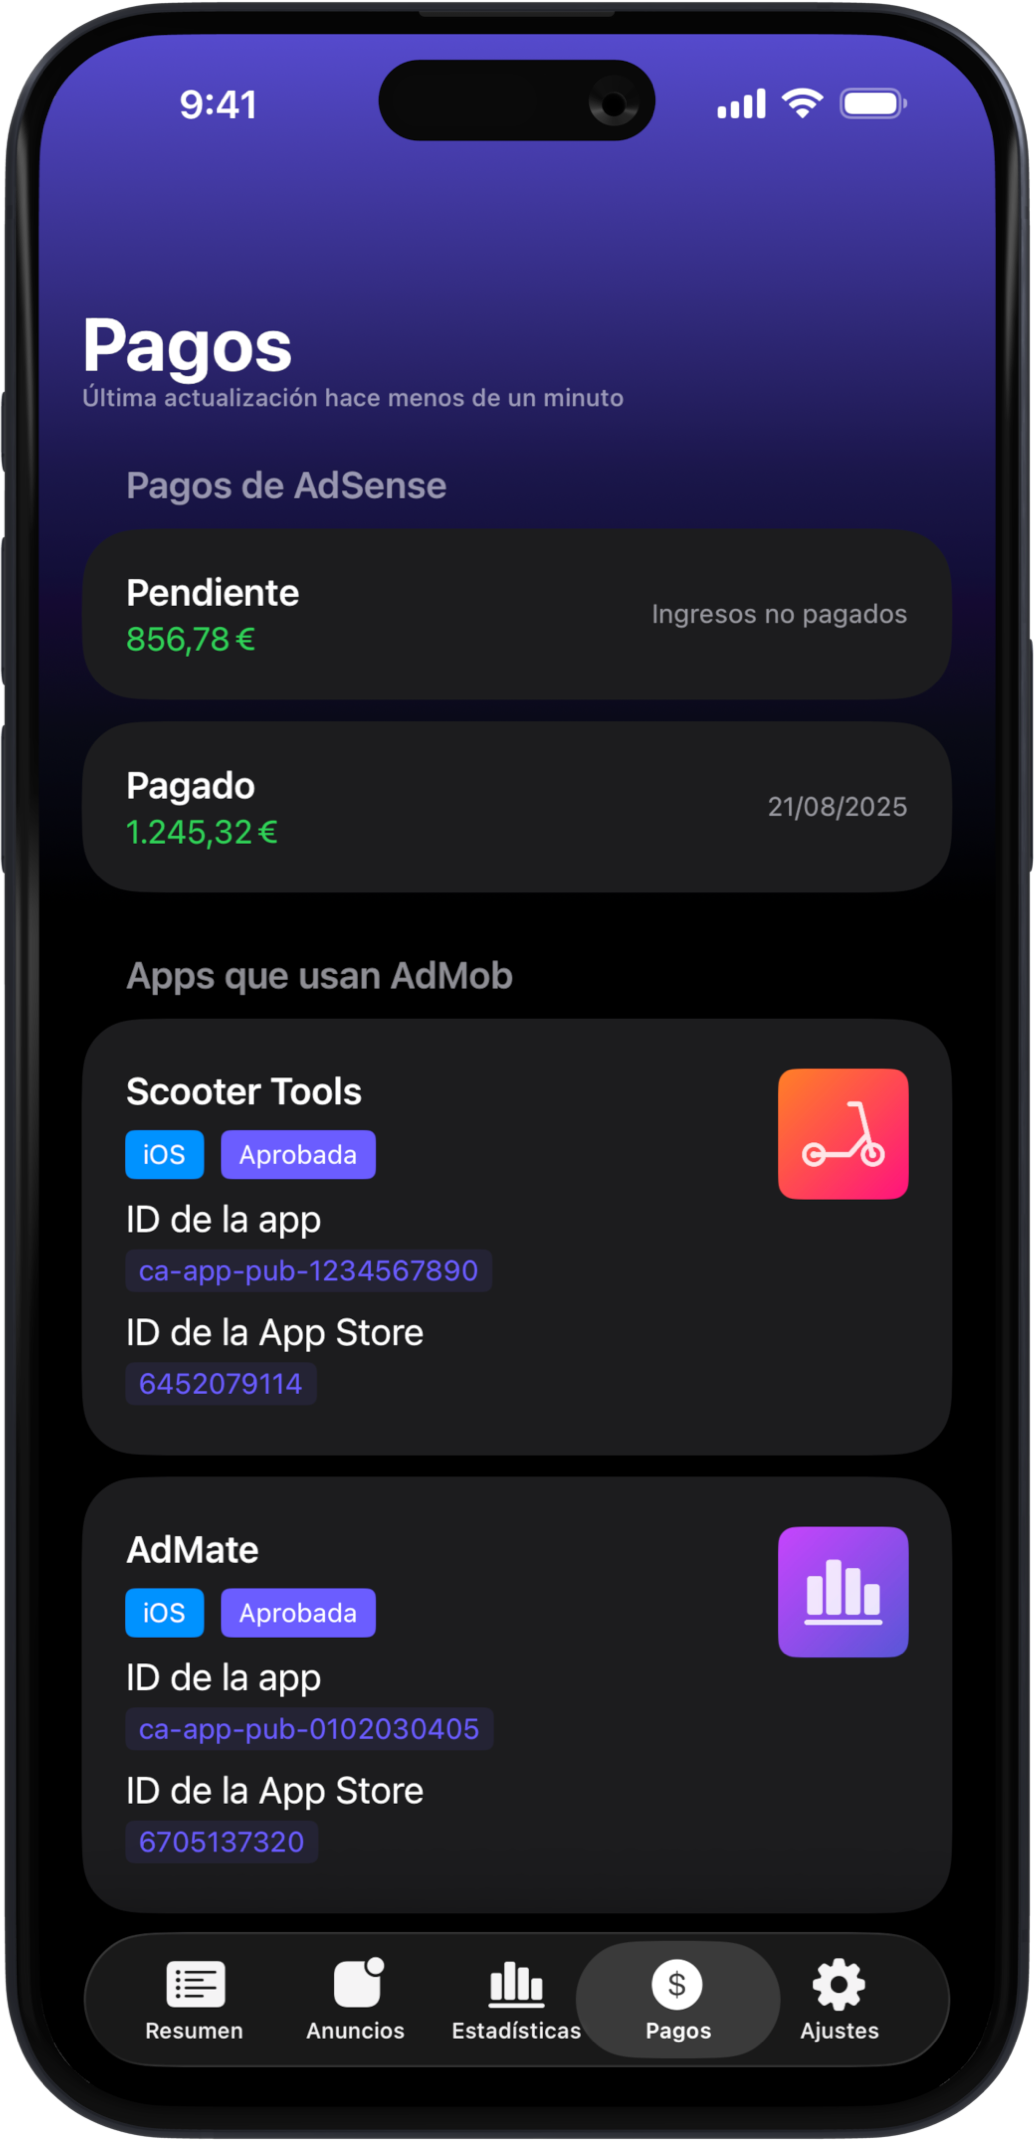 9:41
Pagos
Última actualización hace menos de un minuto
Pagos de AdSense
Pendiente
856,78 €
Ingresos no pagados
Pagado
1.245,32 €
21/08/2025
Apps que usan AdMob
Scooter Tools
iOS Aprobada
ID de la app
ca-app-pub-1234567890
ID de la App Store
6452079114
AdMate
iOS Aprobada
ID de la app
ca-app-pub-0102030405
ID de la App Store
6705137320
$
Resumen Anuncios Estadísticas Pagos Ajustes